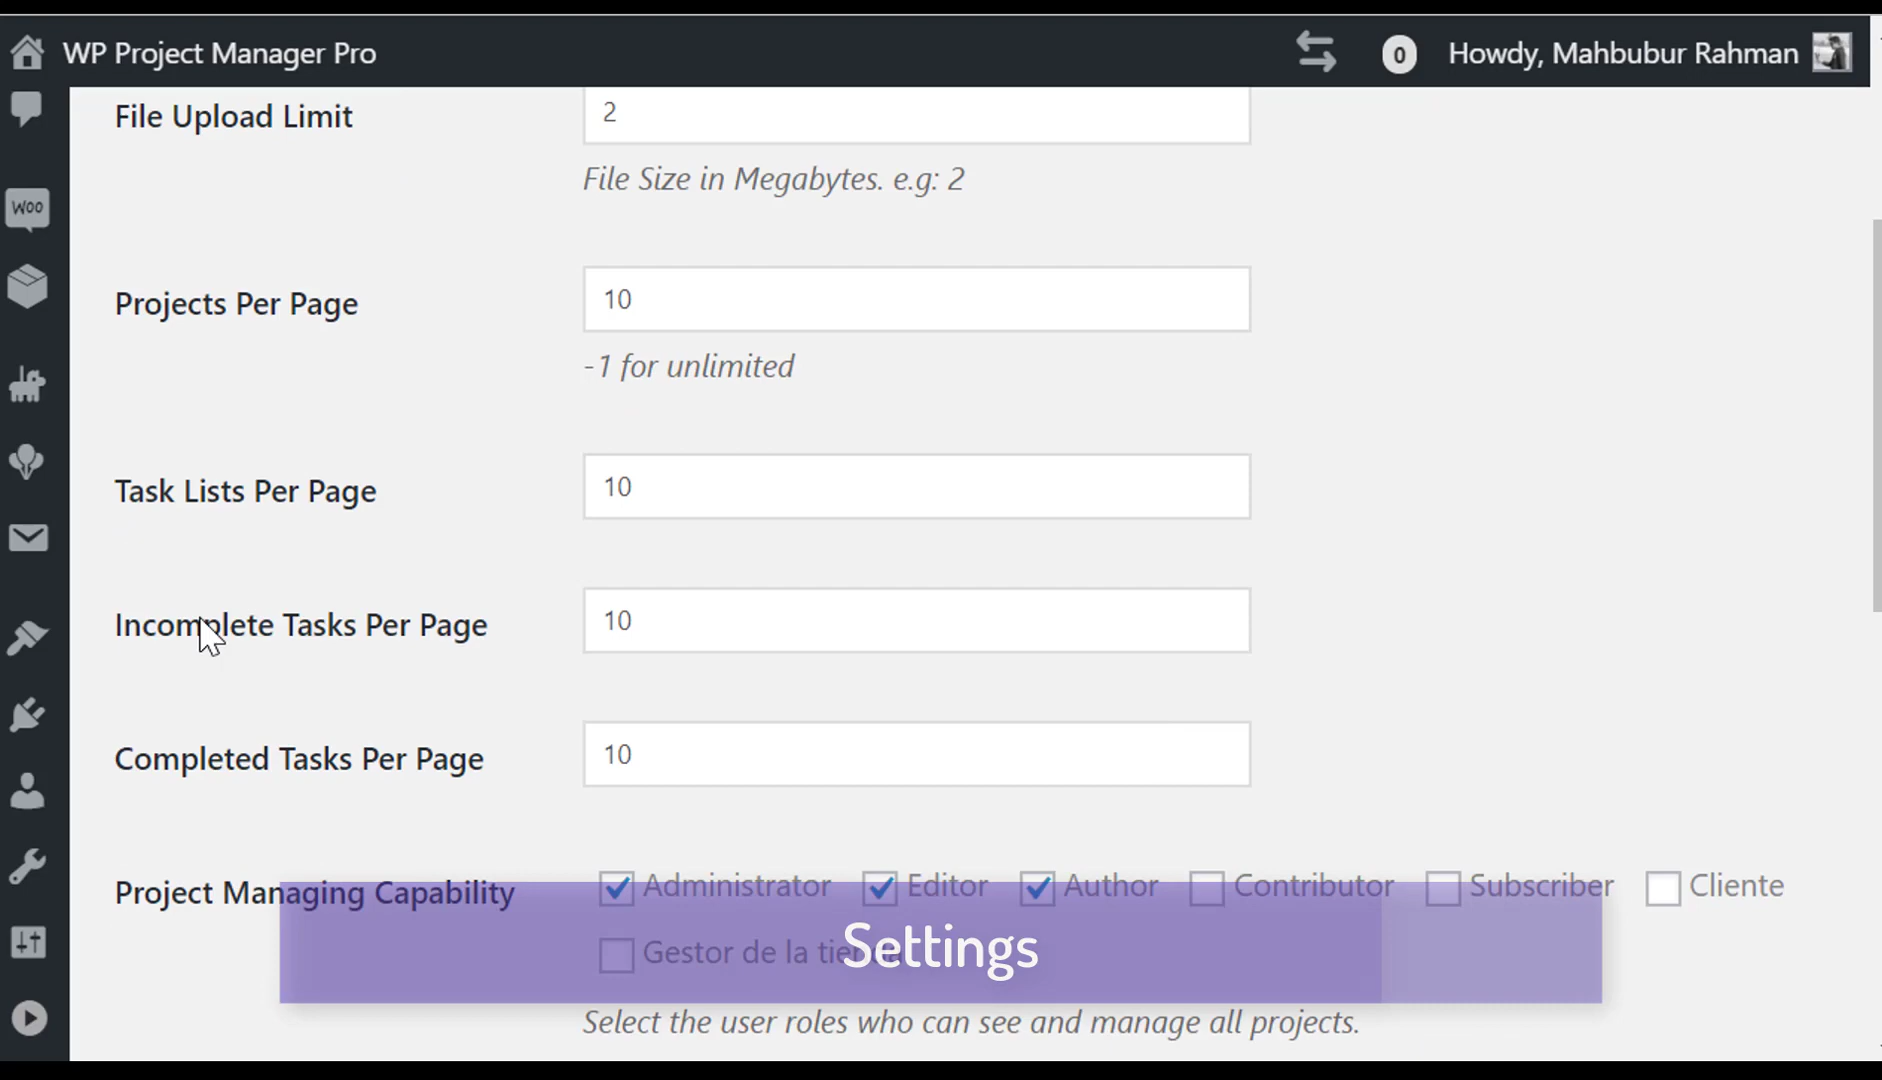 WP Project Manager Pro
0
Howdy, Mahbubur Rahman
File Upload Limit
2
File Size in Megabytes. e.g: 2
Woo
Projects Per Page
10
-1 for unlimited
Task Lists Per Page
10
Incomplete Tasks Per Page
10
Completed Tasks Per Page
10
Project Managing Capability
Administrator Editor Author Contributor Subscriber Cliente
Gestor de la
Settings
Select the user roles who can see and manage all projects.